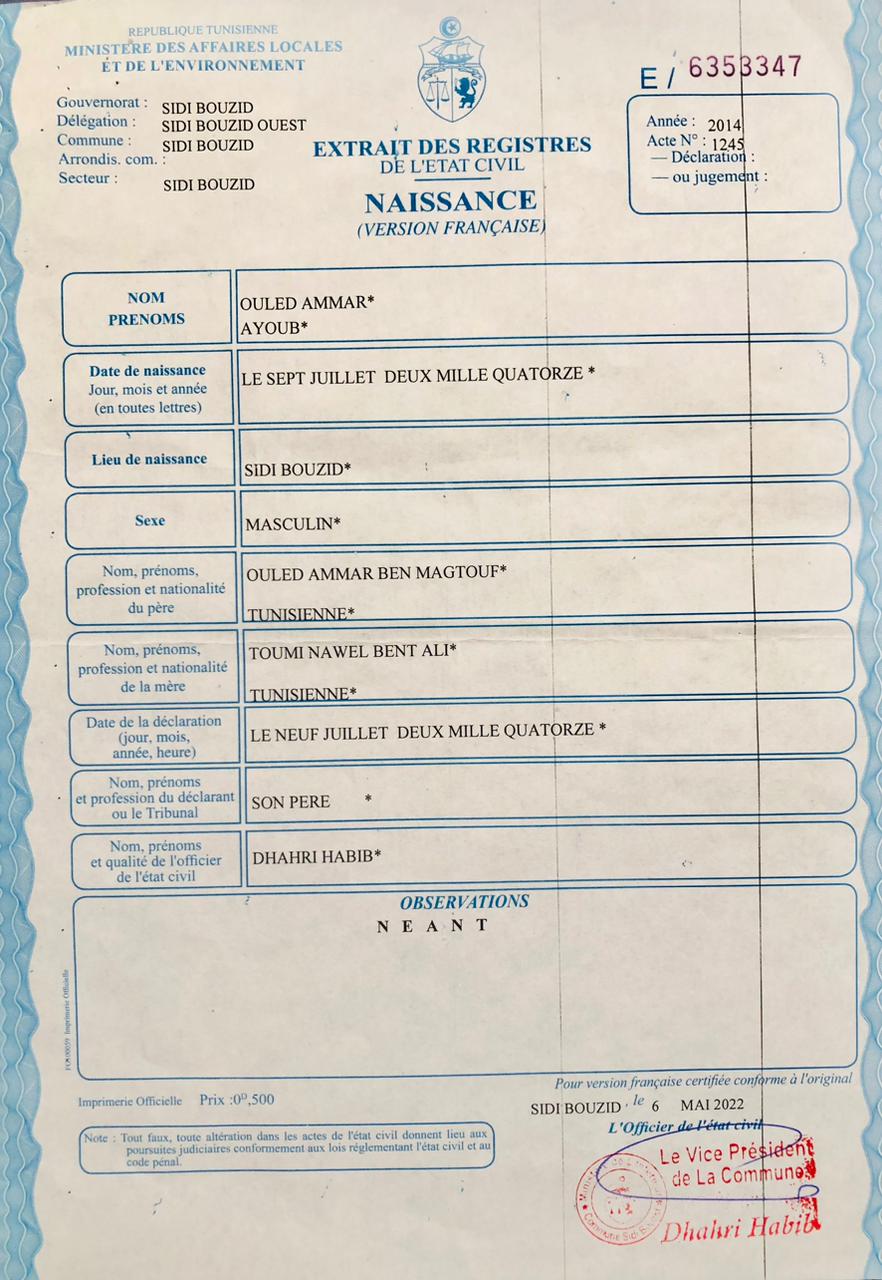 REPUBLIQUE TUNISIENNE
MINISTERE DES AFFAIRES LOCALES
ET DE L'ENVIRONNEMENT
E / 6353347
Gouvernorat : SIDI BOUZID
Délégation : SIDI BOUZID OUEST
Commune : SIDI BOUZID
Arrondis. com. :
Secteur : SIDI BOUZID
EXTRAIT DES REGISTRES
DE L'ETAT CIVIL
NAISSANCE
(VERSION FRANÇAISE)
Année : 2014
Acte N° : 1245
— Déclaration :
— ou jugement :
NOM
PRENOMS
OULED AMMAR*
AYOUB*
Date de naissance
Jour, mois et année
(en toutes lettres)
LE SEPT JUILLET DEUX MILLE QUATORZE *
Lieu de naissance
SIDI BOUZID*
Sexe
MASCULIN*
Nom, prénoms,
profession et nationalité
du père
OULED AMMAR BEN MAGTOUF*
TUNISIENNE*
Nom, prénoms,
profession et nationalité
de la mère
TOUMI NAWEL BENT ALI*
TUNISIENNE*
Date de la déclaration
(jour, mois,
année, heure)
LE NEUF JUILLET DEUX MILLE QUATORZE *
Nom, prénoms
et profession du déclarant
ou le Tribunal
SON PERE *
Nom, prénoms
et qualité de l'officier
de l'état civil
DHAHRI HABIB*
OBSERVATIONS
N E A N T
Imprimerie Officielle
Pour version française certifiée conforme à l'original
Imprimerie Officielle Prix :0ᴰ,500
SIDI BOUZID le 6 MAI 2022
L'Officier de l'état civil
Note : Tout faux, toute altération dans les actes de l'état civil donnent lieu aux
poursuites judiciaires conformement aux lois réglementant l'état civil et au
code pénal.
Le Vice Président
de La Commune
Commune Sidi
Dhahri Habib